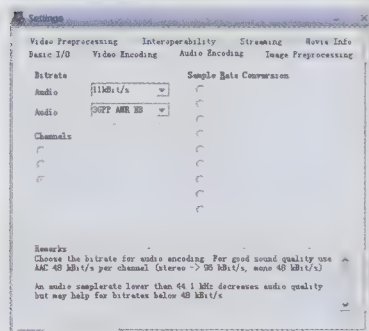 Settings
Video Preprocessing Interoperability Streaming Movie Info
Basic I/O Video Encoding Audio Encoding Image Preprocessing
Bitrate
Sample Rate Conversion
Audio 11kBit/s
Audio 3GPP AMR NB
Channels
Remarks
Choose the bitrate for audio encoding. For good sound quality use
AAC 48 kBit/s per channel (stereo -> 96 kBit/s, mono 48 kBit/s)
An audio samplerate lower than 44.1 kHz decreases audio quality
but may help for bitrates below 48 kBit/s